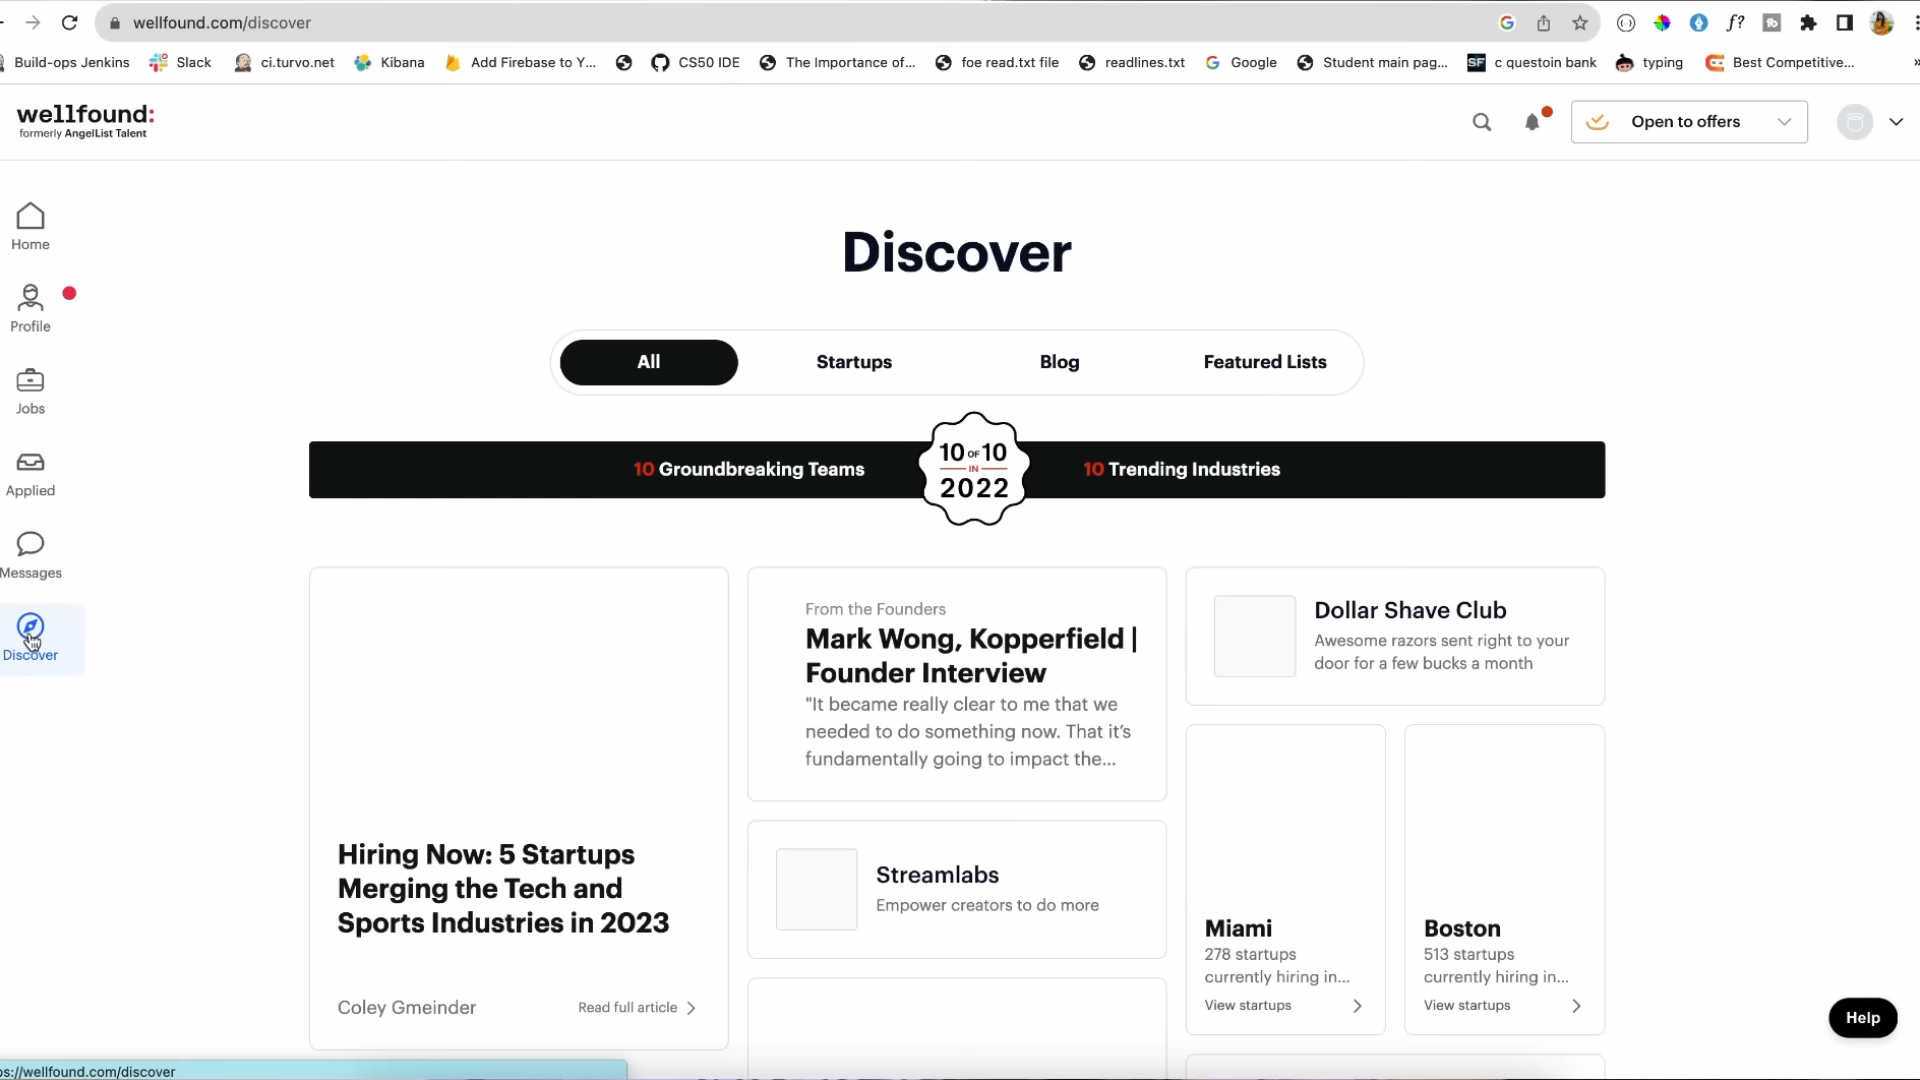 wellfound.com/discover
Build-ops Jenkins Slack ci.turvo.net Kibana Add Firebase to Y... CS50 IDE The Importance of... foe read.txt file readlines.txt Google Student main pag... SF c questoin bank typing Best Competitive... »
wellfound:
formerly AngelList Talent
Open to offers
Home
Profile
Jobs
Applied
Messages
Discover
Discover
All Startups Blog Featured Lists
10 Groundbreaking Teams
10 OF 10
IN
2022
10 Trending Industries
Hiring Now: 5 Startups
Merging the Tech and
Sports Industries in 2023
Coley Gmeinder
Read full article
From the Founders
Mark Wong, Kopperfield |
Founder Interview
"It became really clear to me that we
needed to do something now. That it's
fundamentally going to impact the...
Streamlabs
Empower creators to do more
Dollar Shave Club
Awesome razors sent right to your
door for a few bucks a month
Miami
278 startups
currently hiring in...
View startups
Boston
513 startups
currently hiring in...
View startups
Help
ps://wellfound.com/discover